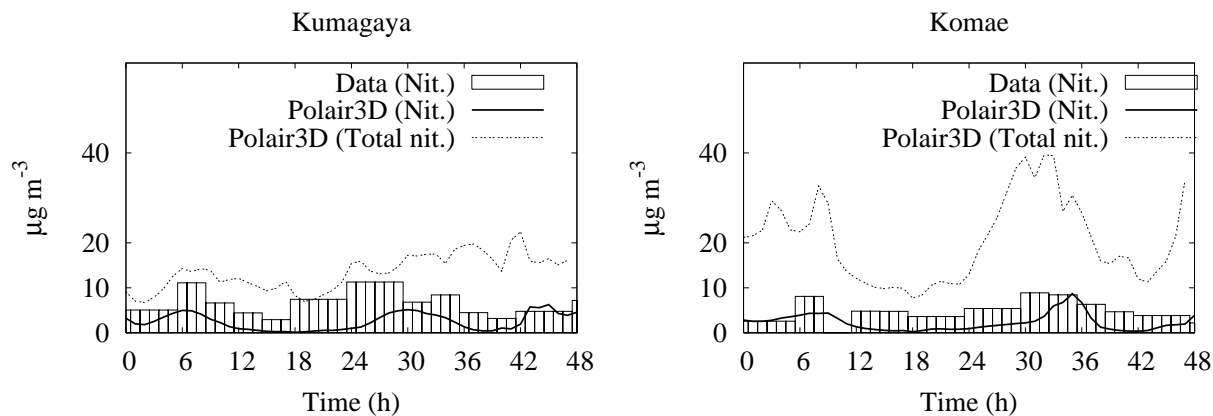 Kumagaya
Data (Nit.)
Polair3D (Nit.)
Polair3D (Total nit.)
40
20
10
0
µg m-3
0 6 12 18 24 30 36 42 48
Time (h)
Komae
Data (Nit.)
Polair3D (Nit.)
Polair3D (Total nit.)
40
20
10
0
µg m-3
0 6 12 18 24 30 36 42 48
Time (h)